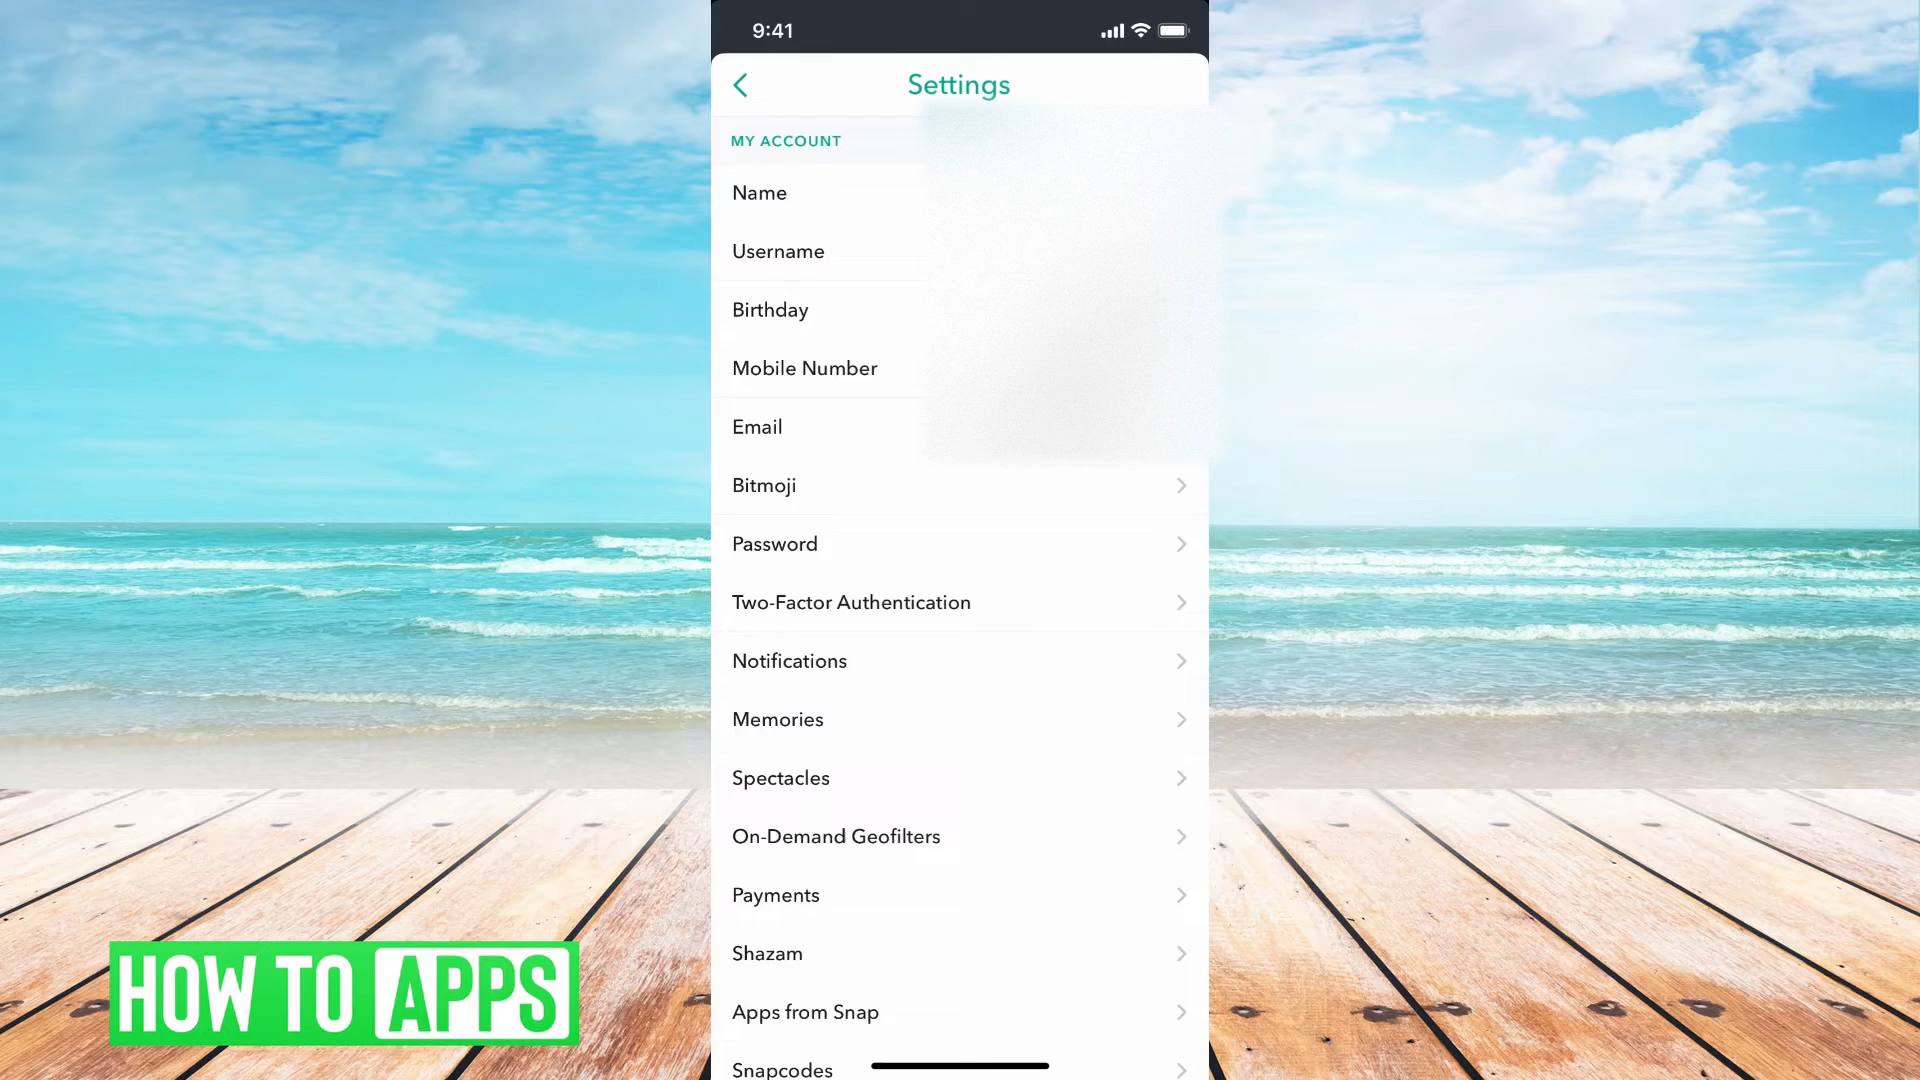 9:41
Settings
MY ACCOUNT
Name
Username
Birthday
Mobile Number
Email
Bitmoji
Password
Two-Factor Authentication
Notifications
Memories
Spectacles
On-Demand Geofilters
Payments
Shazam
Apps from Snap
Snapcodes
HOW TO APPS